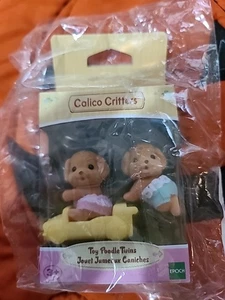 Calico Critters
Toy Poodle Twins
Jouet Jumeaux Caniches
EPOCH